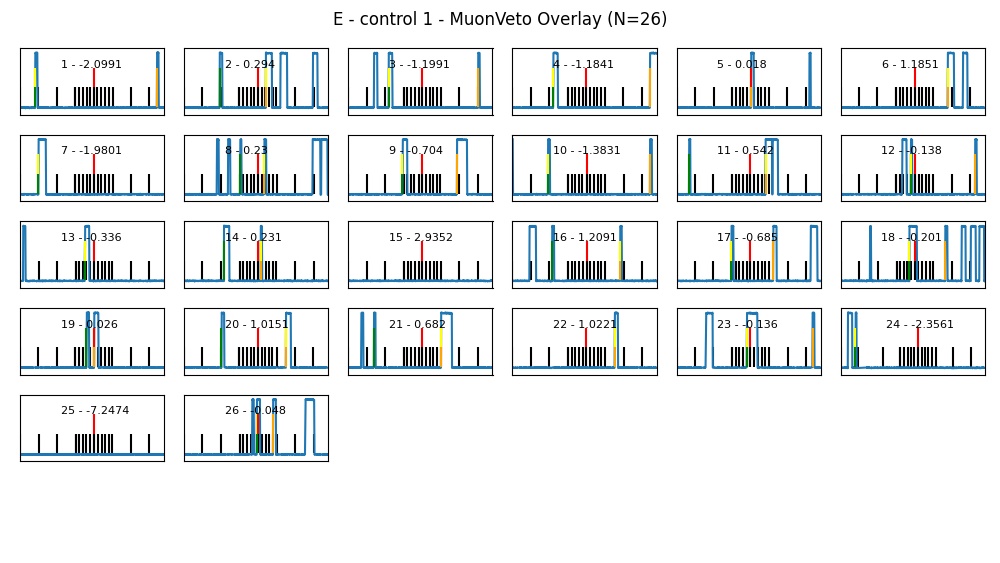 E - control 1 - MuonVeto Overlay (N=26)
1 - -2.0991
2 - 0.294
3 - -1.1991
4 - -1.1841
5 - 0.018
6 - 1.1851
7 - -1.9801
8 - 0.23
9 - -0.704
10 - -1.3831
11 - 0.542
12 - -0.138
13 - -0.336
14 - 0.231
15 - 2.9352
16 - 1.2091
17 - -0.685
18 - -0.201
19 - 0.026
20 - 1.0151
21 - 0.682
22 - 1.0221
23 - -0.136
24 - -2.3561
25 - -7.2474
26 - -0.048